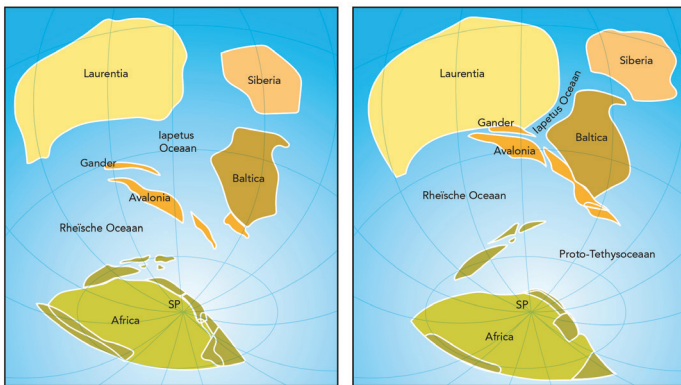 Laurentia
Siberia
Iapetus
Oceaan
Gander
Baltica
Avalonia
Rheïsche Oceaan
SP
Africa
Laurentia
Siberia
Iapetus Oceaan
Gander
Baltica
Avalonia
Rheïsche Oceaan
Proto-Tethysoceaan
SP
Africa